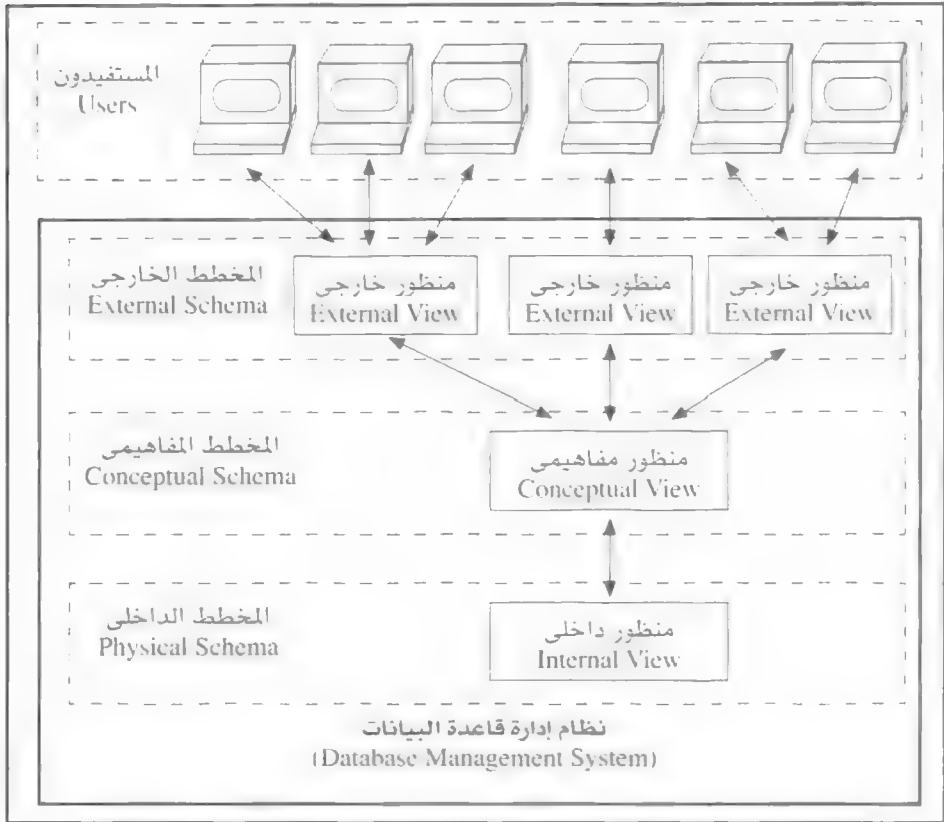 المستفيدون
Users
المخطط الخارجى
External Schema
منظور خارجى
External View
منظور خارجى
External View
منظور خارجى
External View
المخطط المفاهيمى
Conceptual Schema
منظور مفاهيمى
Conceptual View
المخطط الداخلى
Physical Schema
منظور داخلى
Internal View
نظام إدارة قاعدة البيانات
(Database Management System)